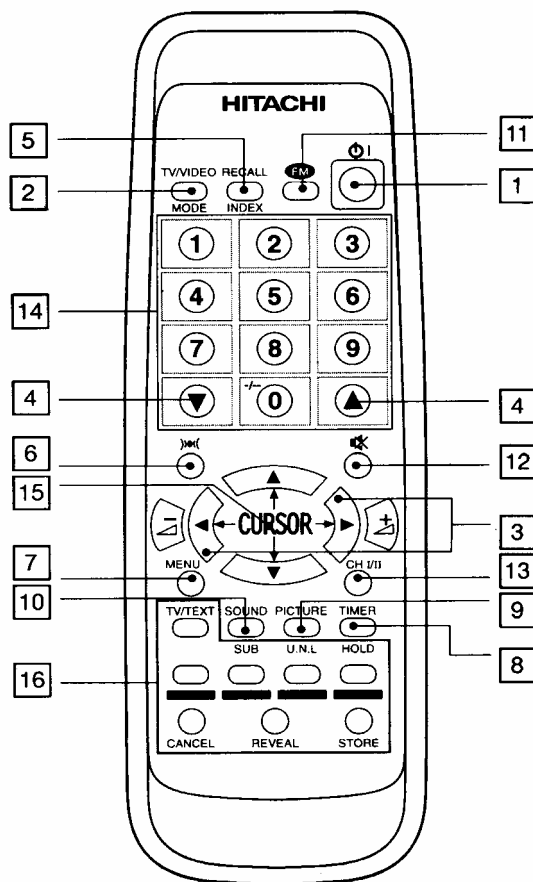 HITACHI
5
11
TV/VIDEO RECALL FM
2
1
MODE INDEX
1 2 3
14
4 5 6
7 8 9
4
-/-- 0
4
6
12
15
CURSOR
− +
3
7
MENU CH I/II
13
10
TV/TEXT SOUND PICTURE TIMER
9
SUB U.N.L HOLD
8
16
CANCEL REVEAL STORE